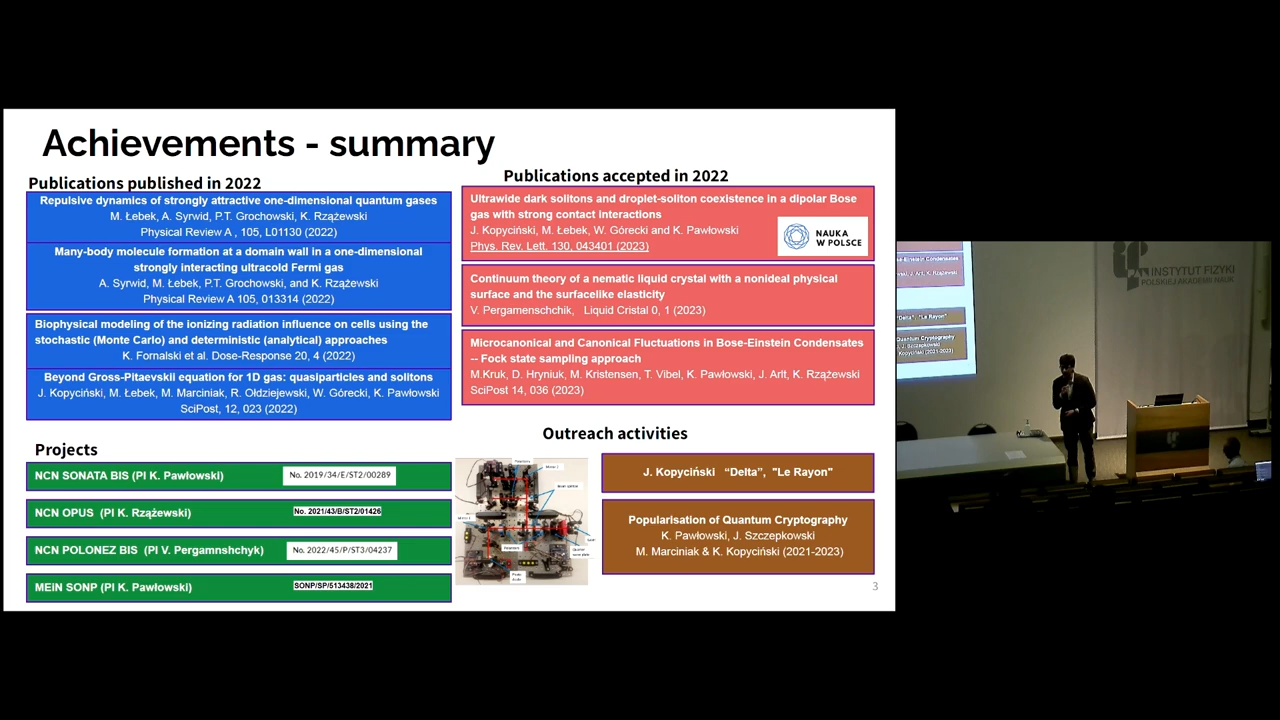 Achievements - summary
Publications published in 2022
Repulsive dynamics of strongly attractive one-dimensional quantum gases
M. Łebek, A. Syrwid, P.T. Grochowski, K. Rzążewski
Physical Review A , 105, L01130 (2022)
Many-body molecule formation at a domain wall in a one-dimensional
strongly interacting ultracold Fermi gas
A. Syrwid, M. Łebek, P.T. Grochowski, and K. Rzążewski
Physical Review A 105, 013314 (2022)
Biophysical modeling of the ionizing radiation influence on cells using the
stochastic (Monte Carlo) and deterministic (analytical) approaches
K. Fornalski et al. Dose-Response 20, 4 (2022)
Beyond Gross-Pitaevskii equation for 1D gas: quasiparticles and solitons
J. Kopyciński, M. Łebek, M. Marciniak, R. Ołdziejewski, W. Górecki, K. Pawłowski
SciPost, 12, 023 (2022)
Publications accepted in 2022
Ultrawide dark solitons and droplet-soliton coexistence in a dipolar Bose
gas with strong contact interactions
J. Kopyciński, M. Łebek, W. Górecki and K. Pawłowski
Phys. Rev. Lett. 130, 043401 (2023)
NAUKA
W POLSCE
Continuum theory of a nematic liquid crystal with a nonideal physical
surface and the surfacelike elasticity
V. Pergamenschchik, Liquid Cristal 0, 1 (2023)
Microcanonical and Canonical Fluctuations in Bose-Einstein Condensates
-- Fock state sampling approach
M.Kruk, D. Hryniuk, M. Kristensen, T. Vibel, K. Pawłowski, J. Arlt, K. Rzążewski
SciPost 14, 036 (2023)
Projects
NCN SONATA BIS (PI K. Pawłowski) No. 2019/34/E/ST2/00289
NCN OPUS (PI K. Rzążewski) No. 2021/43/B/ST2/01426
NCN POLONEZ BIS (PI V. Pergamnshchyk) No. 2022/45/P/ST3/04237
MEiN SONP (PI K. Pawłowski) SONP/SP/513438/2021
Outreach activities
J. Kopyciński "Delta", "Le Rayon"
Popularisation of Quantum Cryptography
K. Pawłowski, J. Szczepkowski
M. Marciniak & K. Kopyciński (2021-2023)
3
INSTYTUT FIZYKI
POLSKIEJ AKADEMII NAUK